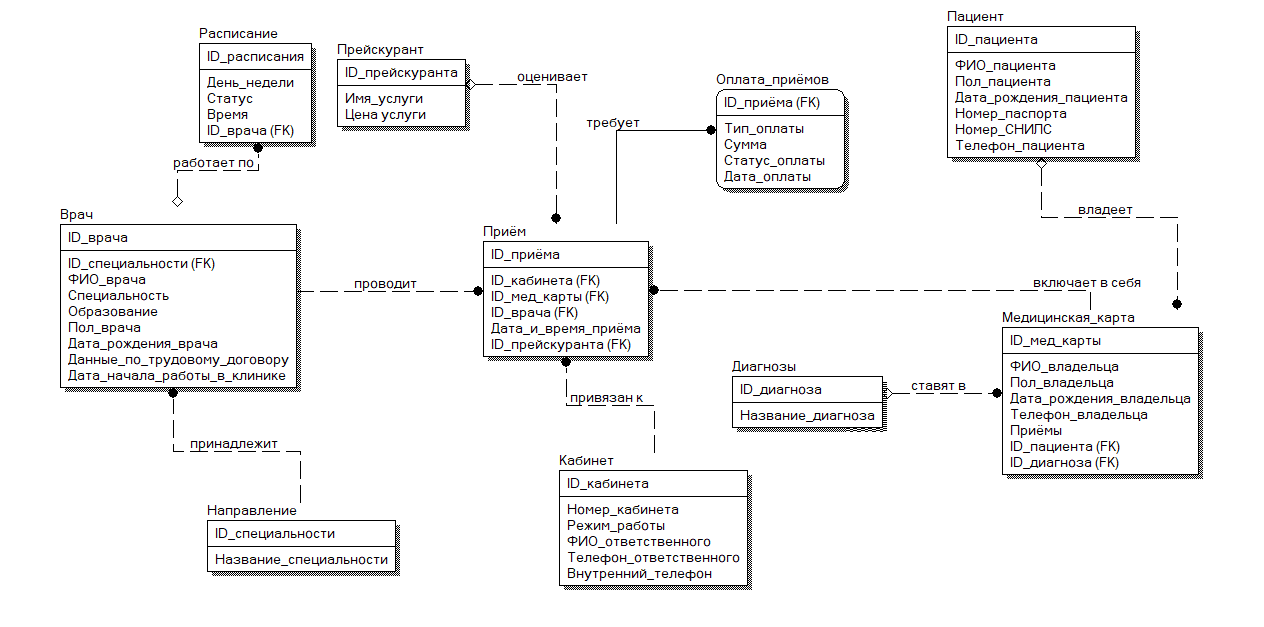 Расписание
ID_расписания
День_недели
Статус
Время
ID_врача (FK)
Прейскурант
ID_прейскуранта
Имя_услуги
Цена услуги
оценивает
требует
Оплата_приёмов
ID_приёма (FK)
Тип_оплаты
Сумма
Статус_оплаты
Дата_оплаты
Пациент
ID_пациента
ФИО_пациента
Пол_пациента
Дата_рождения_пациента
Номер_паспорта
Номер_СНИЛС
Телефон_пациента
работает по
владеет
Врач
ID_врача
ID_специальности (FK)
ФИО_врача
Специальность
Образование
Пол_врача
Дата_рождения_врача
Данные_по_трудовому_договору
Дата_начала_работы_в_клинике
проводит
Приём
ID_приёма
ID_кабинета (FK)
ID_мед_карты (FK)
ID_врача (FK)
Дата_и_время_приёма
ID_прейскуранта (FK)
включает в себя
Медицинская_карта
ID_мед_карты
ФИО_владельца
Пол_владельца
Дата_рождения_владельца
Телефон_владельца
Приёмы
ID_пациента (FK)
ID_диагноза (FK)
Диагнозы
ID_диагноза
Название_диагноза
ставят в
привязан к
принадлежит
Кабинет
ID_кабинета
Номер_кабинета
Режим_работы
ФИО_ответственного
Телефон_ответственного
Внутренний_телефон
Направление
ID_специальности
Название_специальности